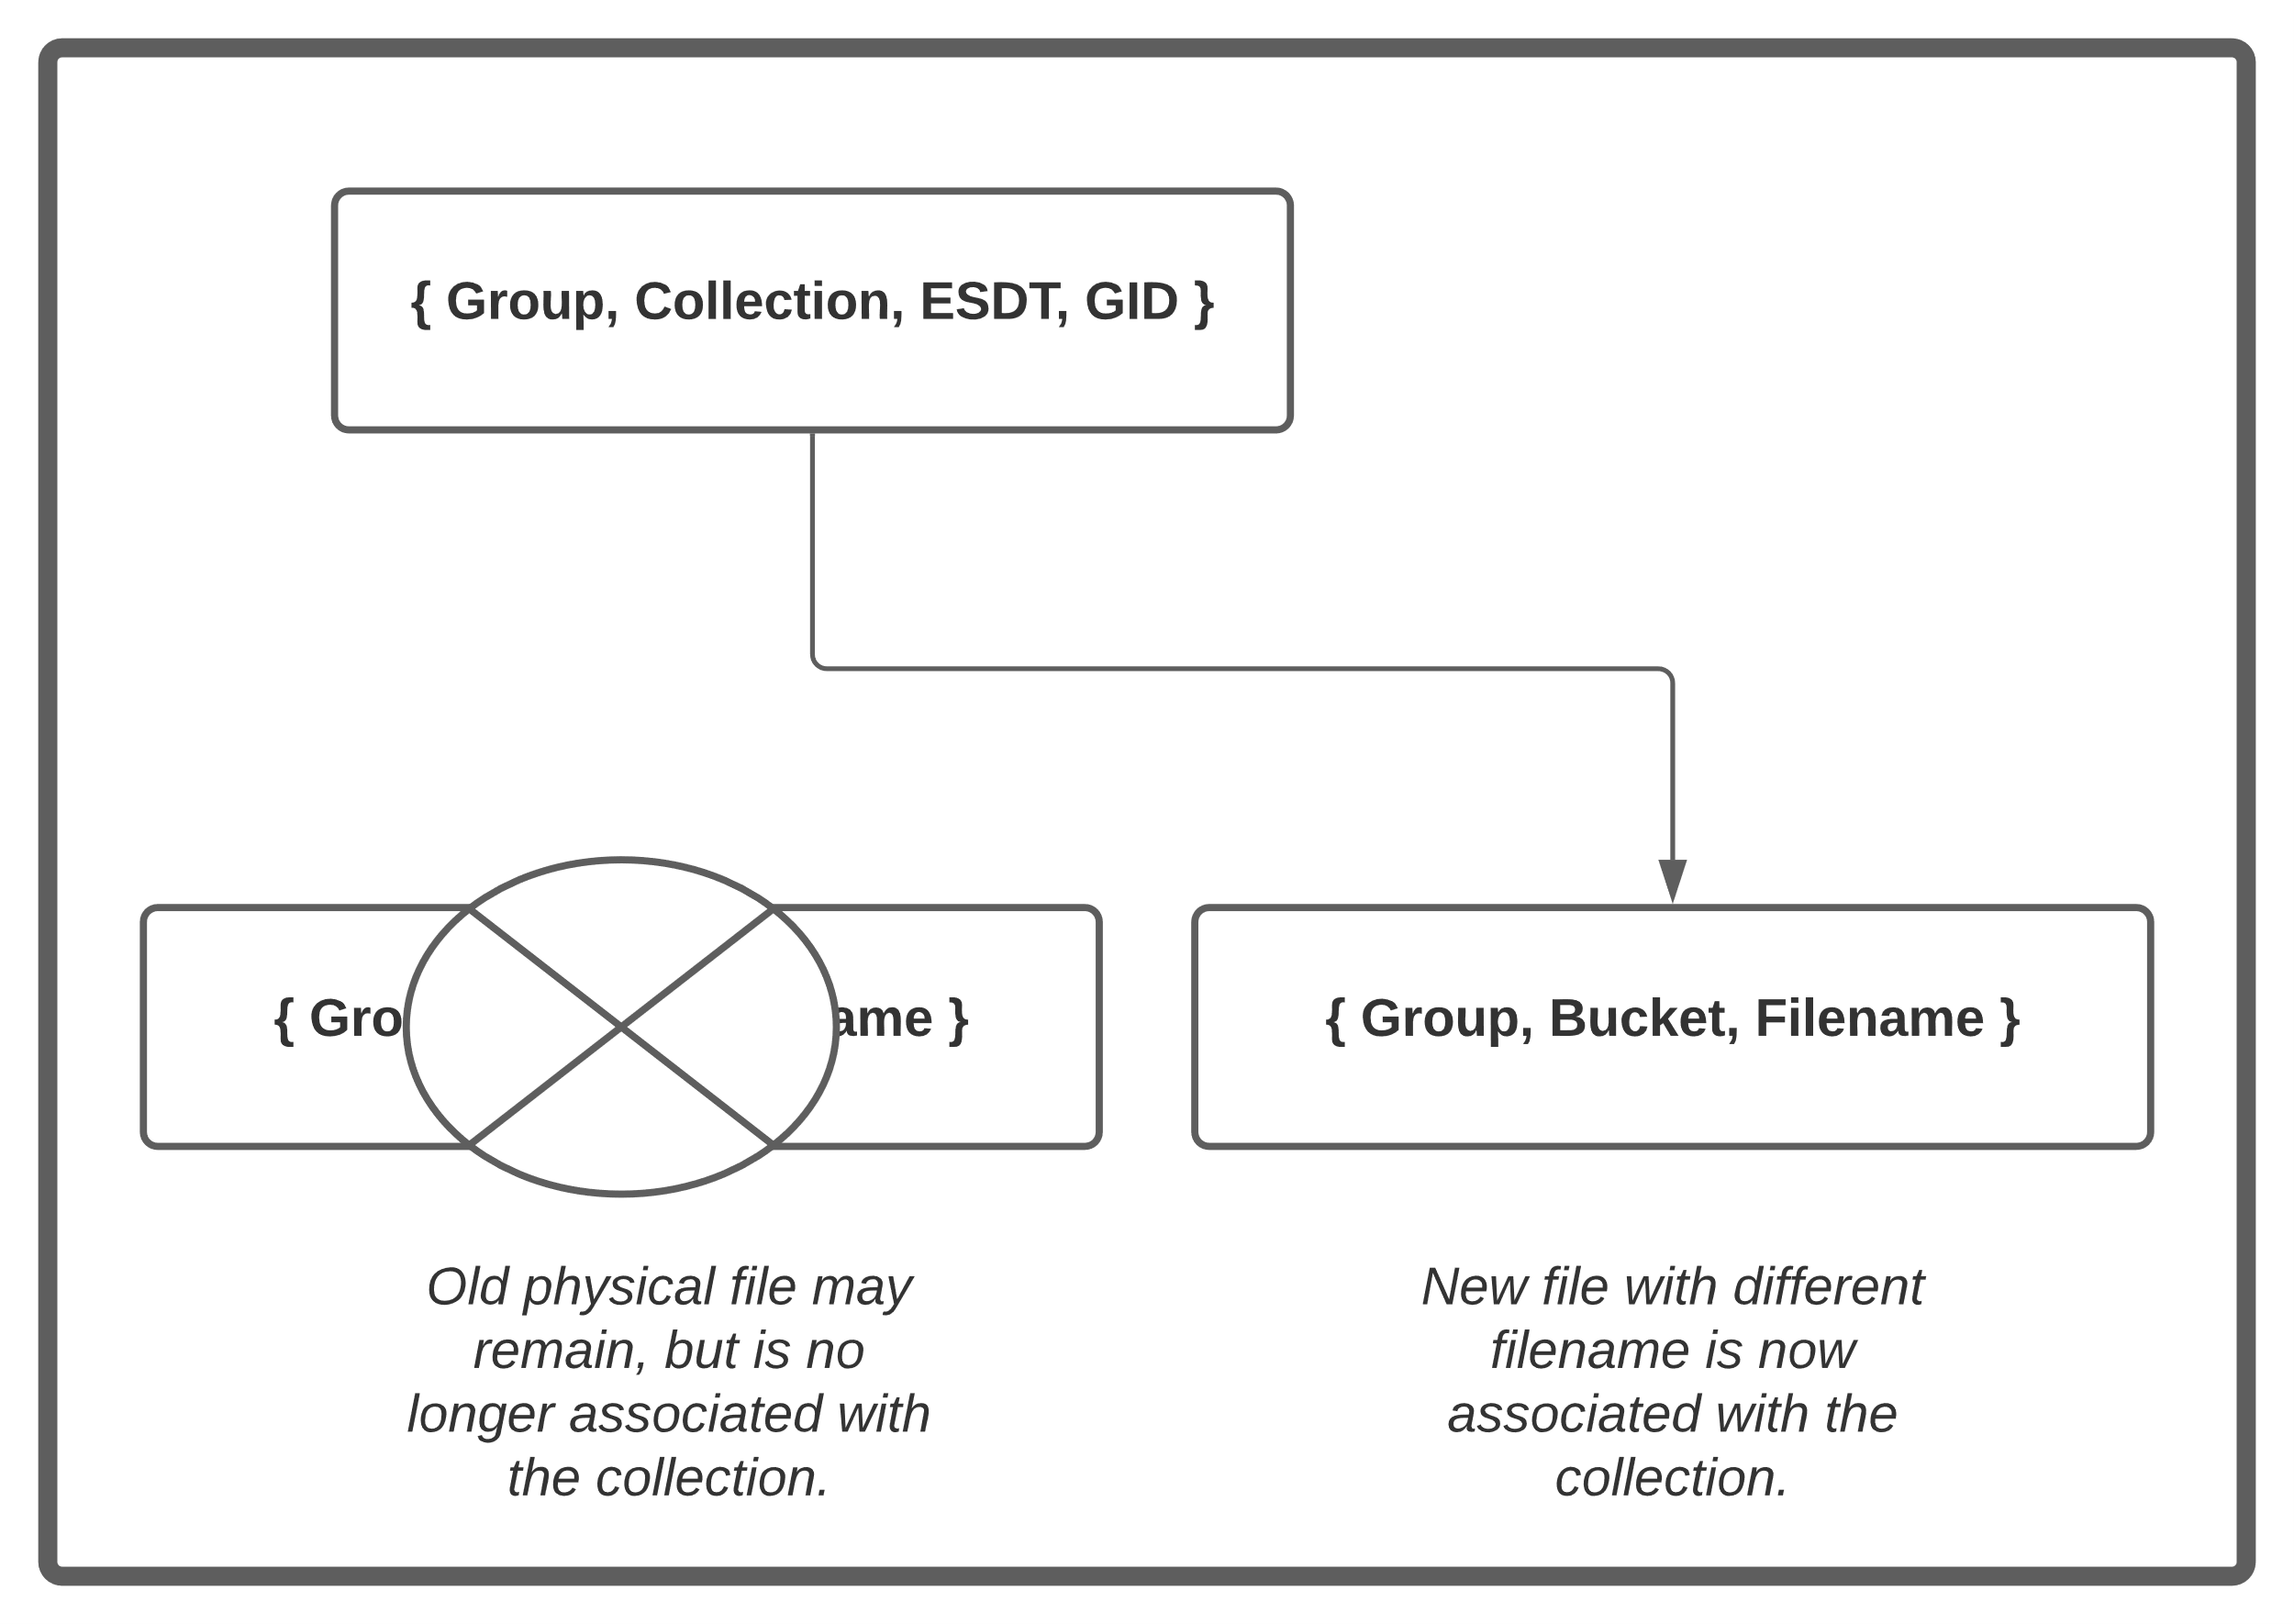 { Group, Collection, ESDT, GID }
{ Gro ame }
{ Group, Bucket, Filename }
Old physical file may
remain, but is no
longer associated with
the collection.
New file with different
filename is now
associated with the
collection.